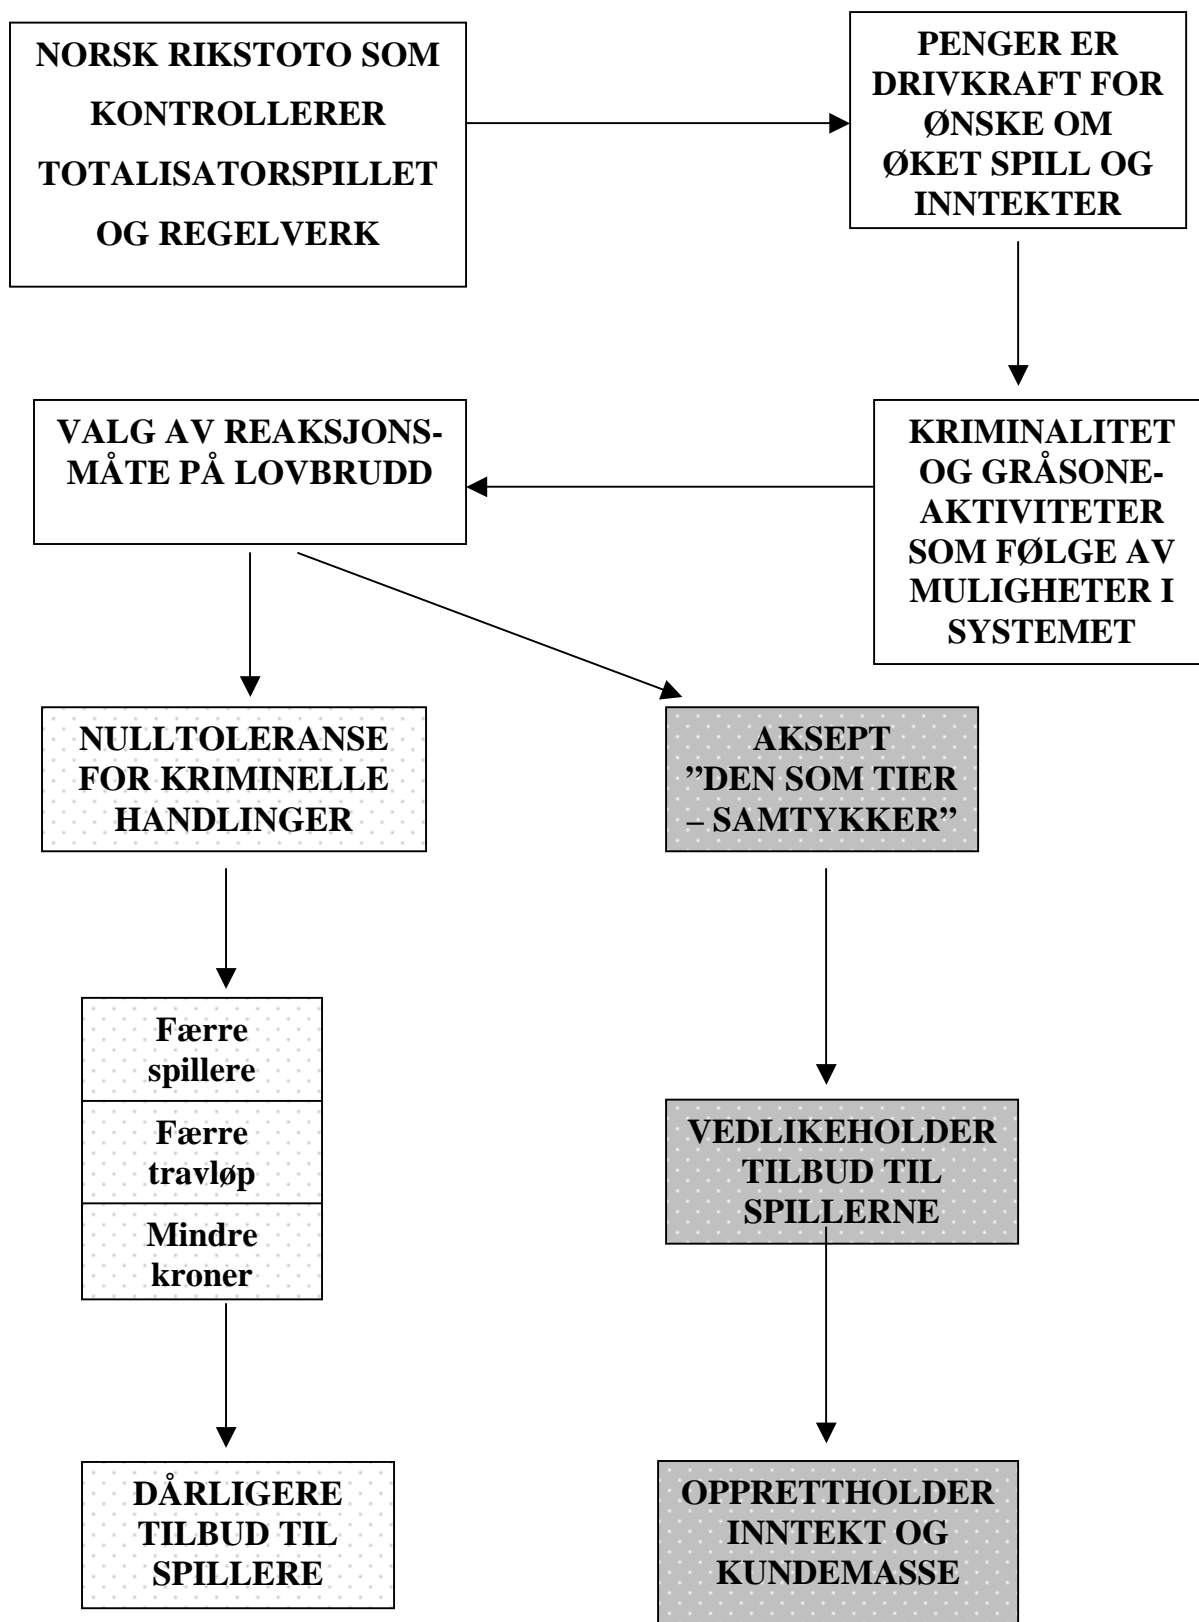 NORSK RIKSTOTO SOM
KONTROLLERER
TOTALISATORSPILLET
OG REGELVERK
PENGER ER
DRIVKRAFT FOR
ØNSKE OM
ØKET SPILL OG
INNTEKTER
KRIMINALITET
OG GRÅSONE-
AKTIVITETER
SOM FØLGE AV
MULIGHETER I
SYSTEMET
VALG AV REAKSJONS-
MÅTE PÅ LOVBRUDD
NULLTOLERANSE
FOR KRIMINELLE
HANDLINGER
AKSEPT
”DEN SOM TIER
– SAMTYKKER”
Færre
spillere
Færre
travløp
Mindre
kroner
VEDLIKEHOLDER
TILBUD TIL
SPILLERNE
DÅRLIGERE
TILBUD TIL
SPILLERE
OPPRETTHOLDER
INNTEKT OG
KUNDEMASSE